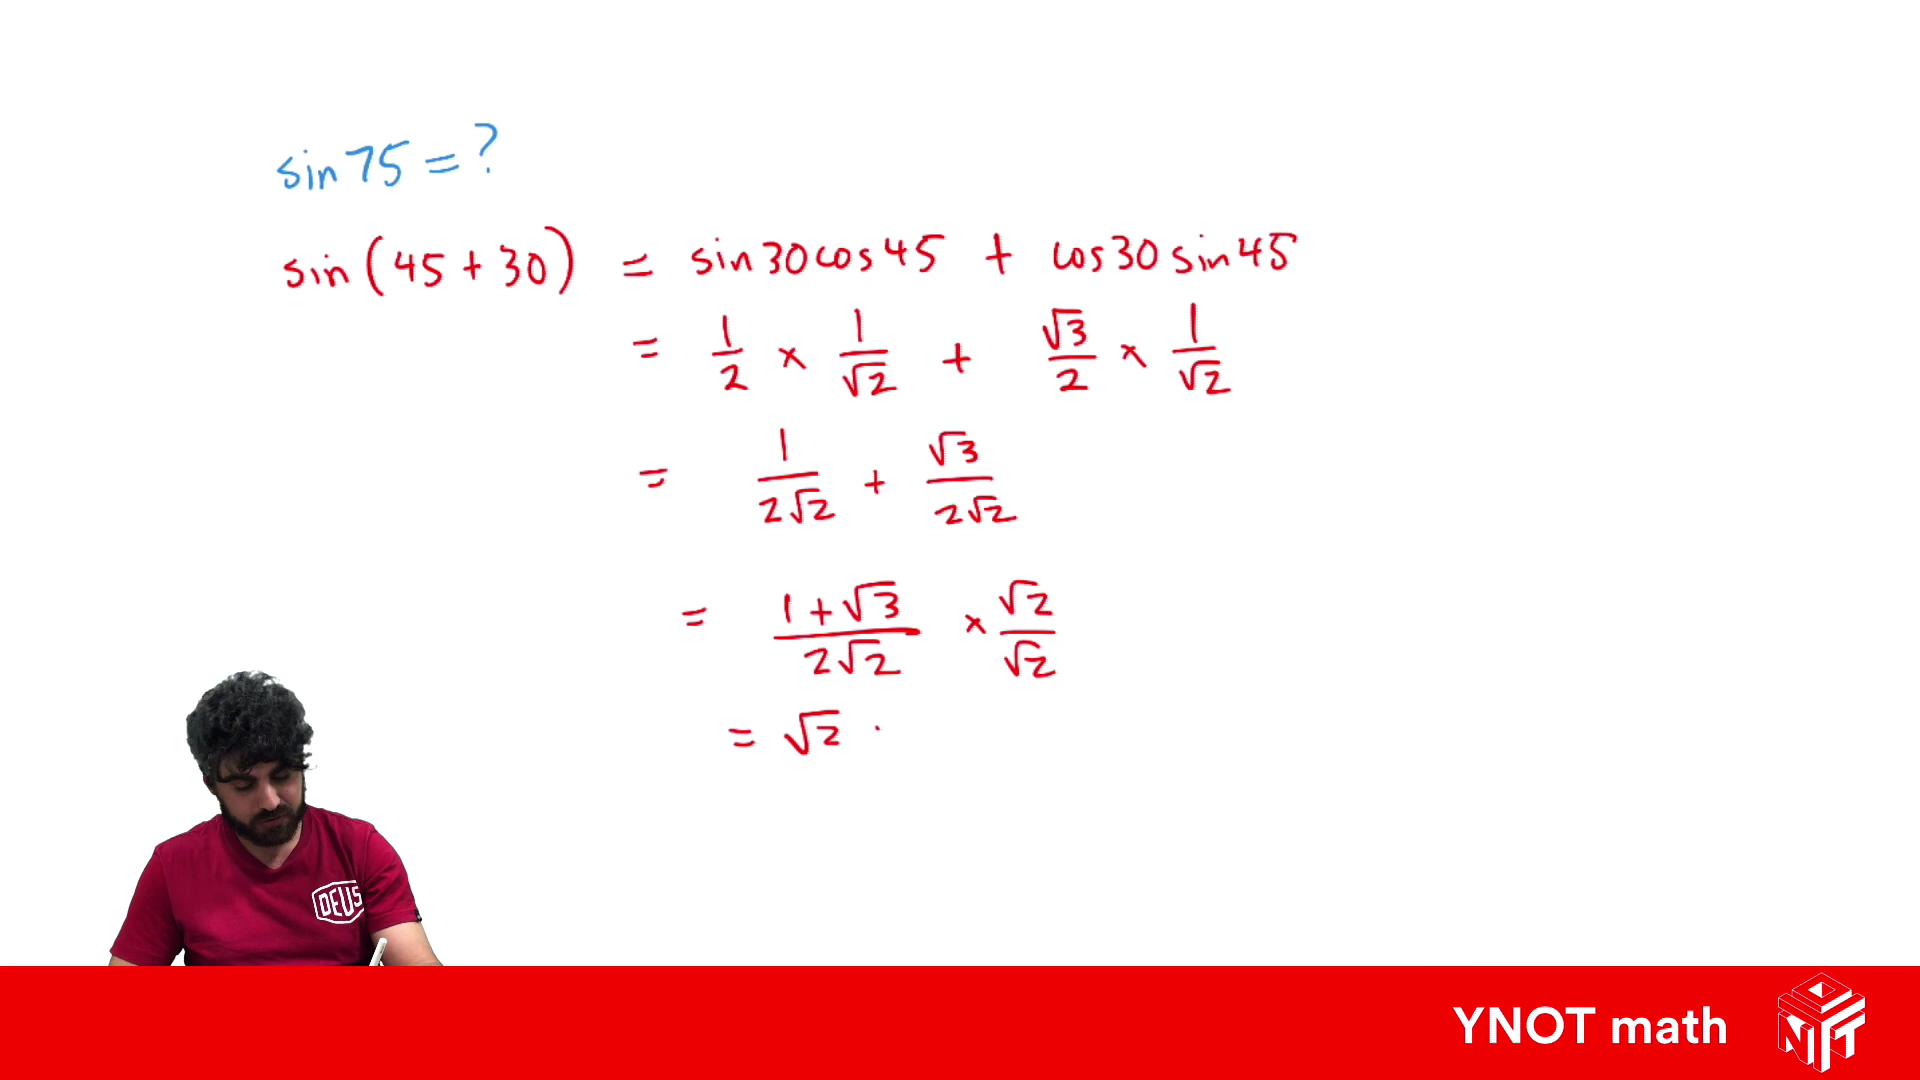 sin 75 = ?
sin (45 + 30) = sin 30 cos 45 + cos 30 sin 45
= 1/2 × 1/√2 + √3/2 × 1/√2
= 1/2√2 + √3/2√2
= 1 + √3/2√2 × √2/√2
= √2
DEUS
YNOT math
YNOT